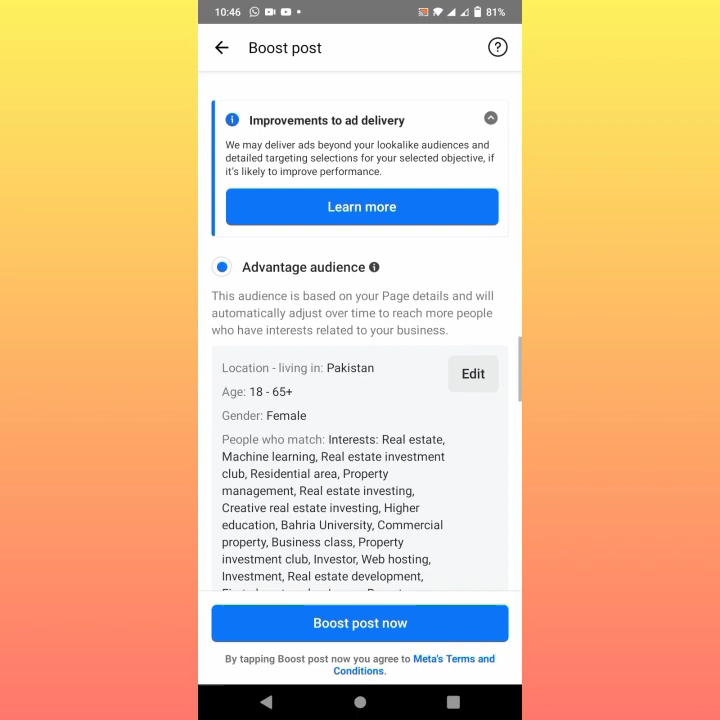 10:46
81%
Boost post
Improvements to ad delivery
We may deliver ads beyond your lookalike audiences and
detailed targeting selections for your selected objective, if
it's likely to improve performance.
Learn more
Advantage audience
This audience is based on your Page details and will
automatically adjust over time to reach more people
who have interests related to your business.
Location - living in: Pakistan
Edit
Age: 18 - 65+
Gender: Female
People who match: Interests: Real estate,
Machine learning, Real estate investment
club, Residential area, Property
management, Real estate investing,
Creative real estate investing, Higher
education, Bahria University, Commercial
property, Business class, Property
investment club, Investor, Web hosting,
Investment, Real estate development,
Boost post now
By tapping Boost post now you agree to Meta's Terms and
Conditions.